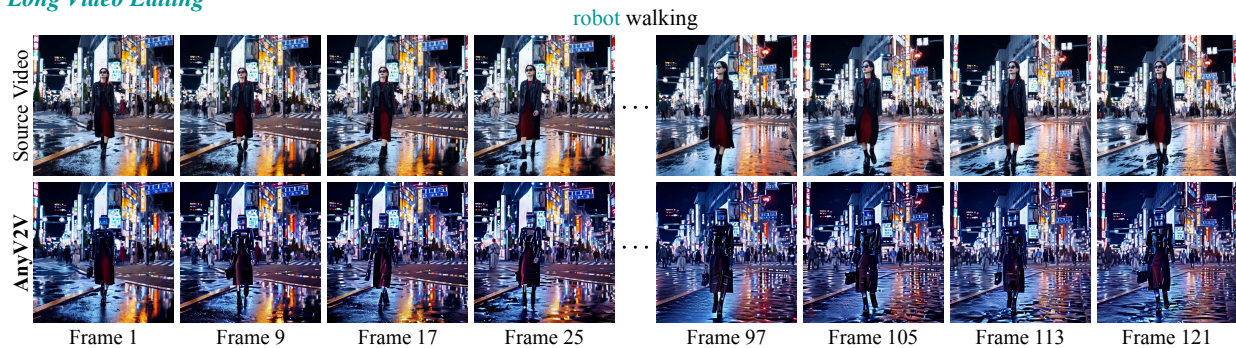 Long Video Editing
robot walking
Source Video
. . .
AnyV2V
. . .
Frame 1 Frame 9 Frame 17 Frame 25 Frame 97 Frame 105 Frame 113 Frame 121